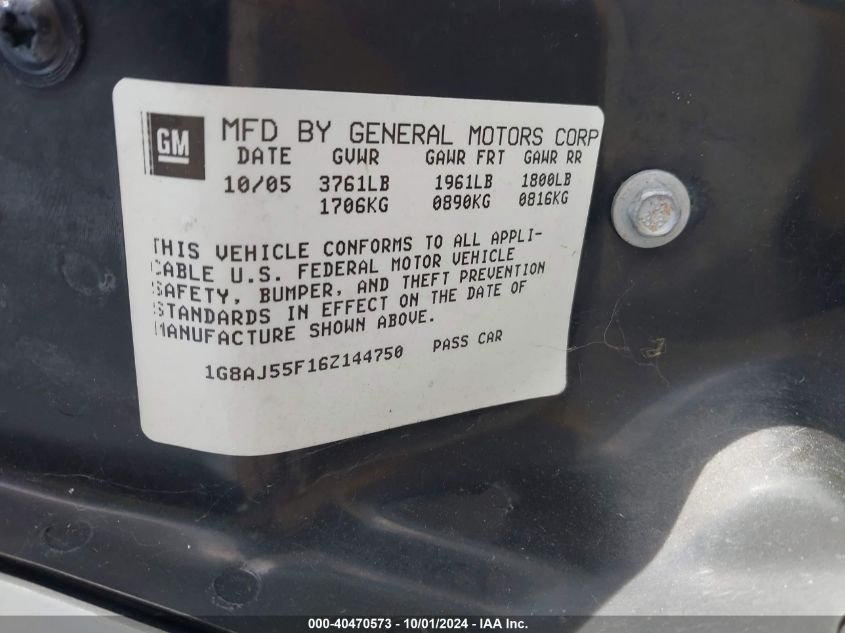 GM MFD BY GENERAL MOTORS CORP
DATE GVWR GAWR FRT GAWR RR
10/05 3761LB 1961LB 1800LB
1706KG 0890KG 0816KG
THIS VEHICLE CONFORMS TO ALL APPLI-
CABLE U.S. FEDERAL MOTOR VEHICLE
SAFETY, BUMPER, AND THEFT PREVENTION
STANDARDS IN EFFECT ON THE DATE OF
MANUFACTURE SHOWN ABOVE.
1G8AJ55F16Z144750 PASS CAR
000-40470573 - 10/01/2024 - IAA Inc.